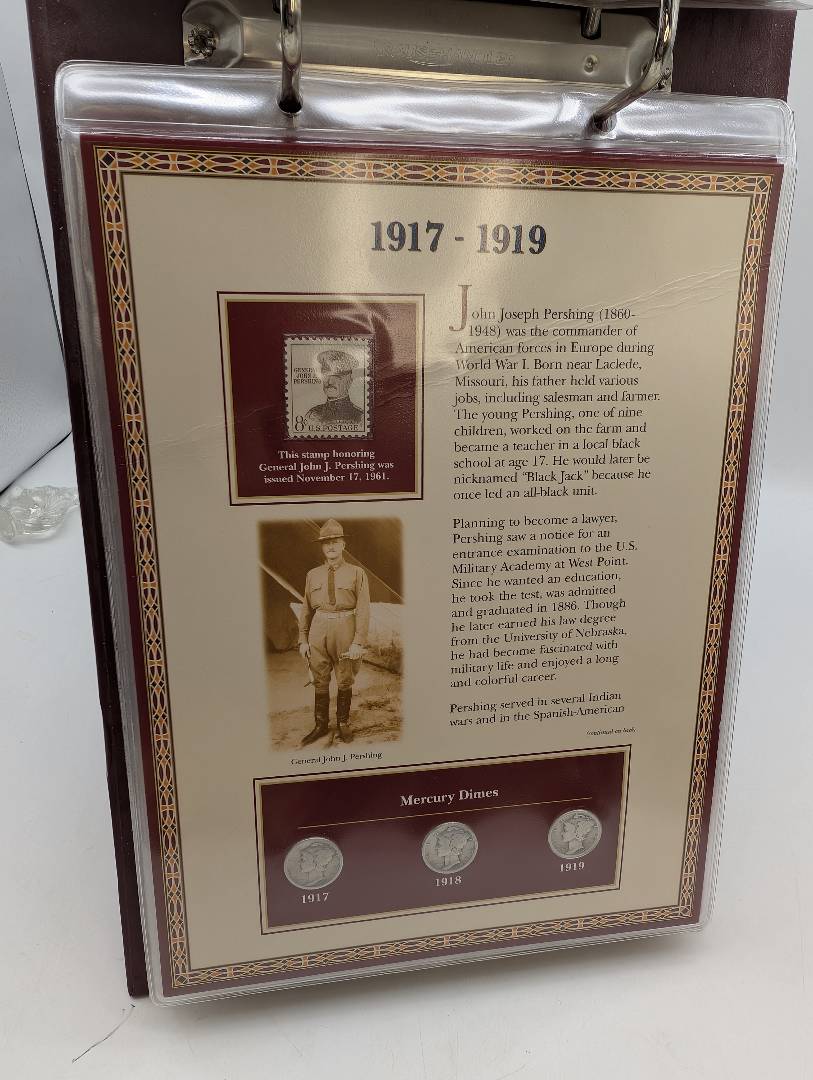 1917 - 1919
GENERAL
JOHN J.
PERSHING
8¢ U.S. POSTAGE
This stamp honoring
General John J. Pershing was
issued November 17, 1961.
John Joseph Pershing (1860-
1948) was the commander of
American forces in Europe during
World War I. Born near Laclede,
Missouri, his father held various
jobs, including salesman and farmer.
The young Pershing, one of nine
children, worked on the farm and
became a teacher in a local black
school at age 17. He would later be
nicknamed "Black Jack" because he
once led an all-black unit.
Planning to become a lawyer,
Pershing saw a notice for an
entrance examination to the U.S.
Military Academy at West Point.
Since he wanted an education,
he took the test, was admitted
and graduated in 1886. Though
he later earned his law degree
from the University of Nebraska,
he had become fascinated with
military life and enjoyed a long
and colorful career.
Pershing served in several Indian
wars and in the Spanish-American
(continued on back)
General John J. Pershing
Mercury Dimes
1917
1918
1919